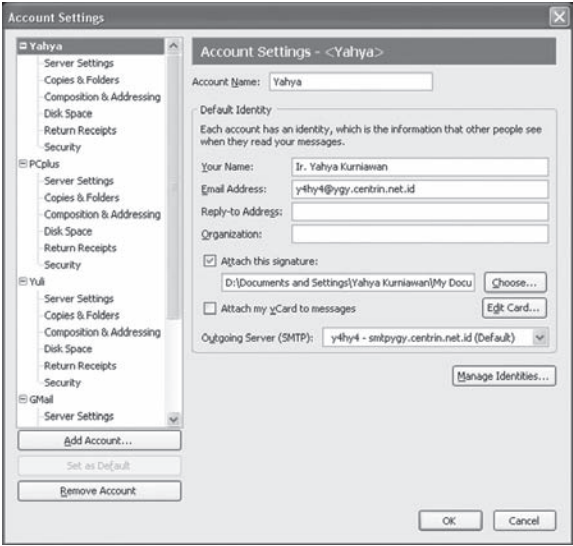 Account Settings
Yahya
Server Settings
Copies & Folders
Composition & Addressing
Disk Space
Return Receipts
Security
PCplus
Server Settings
Copies & Folders
Composition & Addressing
Disk Space
Return Receipts
Security
Yuli
Server Settings
Copies & Folders
Composition & Addressing
Disk Space
Return Receipts
Security
GMail
Server Settings
Add Account...
Set as Default
Remove Account
Account Settings - <Yahya>
Account Name: Yahya
Default Identity
Each account has an identity, which is the information that other people see
when they read your messages.
Your Name: Ir. Yahya Kurniawan
Email Address: y4hy4@ygy.centrin.net.id
Reply-to Address:
Organization:
Attach this signature:
D:\Documents and Settings\Yahya Kurniawan\My Docu Choose...
Attach my vCard to messages Edit Card...
Outgoing Server (SMTP): y4hy4 - smtpygy.centrin.net.id (Default)
Manage Identities...
OK Cancel